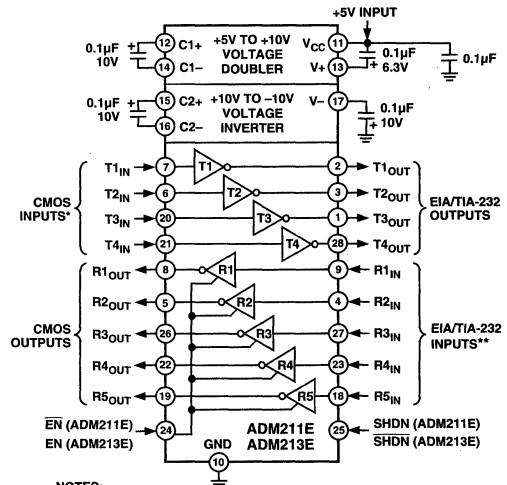 +5V INPUT
0.1µF
10V
+
12
C1+
14
C1–
+5V TO +10V
VOLTAGE
DOUBLER
VCC
11
V+
13
+
0.1µF
6.3V
0.1µF
0.1µF
10V
+
15
C2+
16
C2–
+10V TO –10V
VOLTAGE
INVERTER
V–
17
0.1µF
+ 10V
CMOS
INPUTS*
T1IN
7
T1
2
T1OUT
T2IN
6
T2
3
T2OUT
T3IN
20
T3
1
T3OUT
T4IN
21
T4
28
T4OUT
EIA/TIA-232
OUTPUTS
CMOS
OUTPUTS
R1OUT
8
R1
9
R1IN
R2OUT
5
R2
4
R2IN
R3OUT
26
R3
27
R3IN
R4OUT
22
R4
23
R4IN
R5OUT
19
R5
18
R5IN
EIA/TIA-232
INPUTS**
EN (ADM211E)
EN (ADM213E)
24
GND
10
ADM211E
ADM213E
25
SHDN (ADM211E)
SHDN (ADM213E)